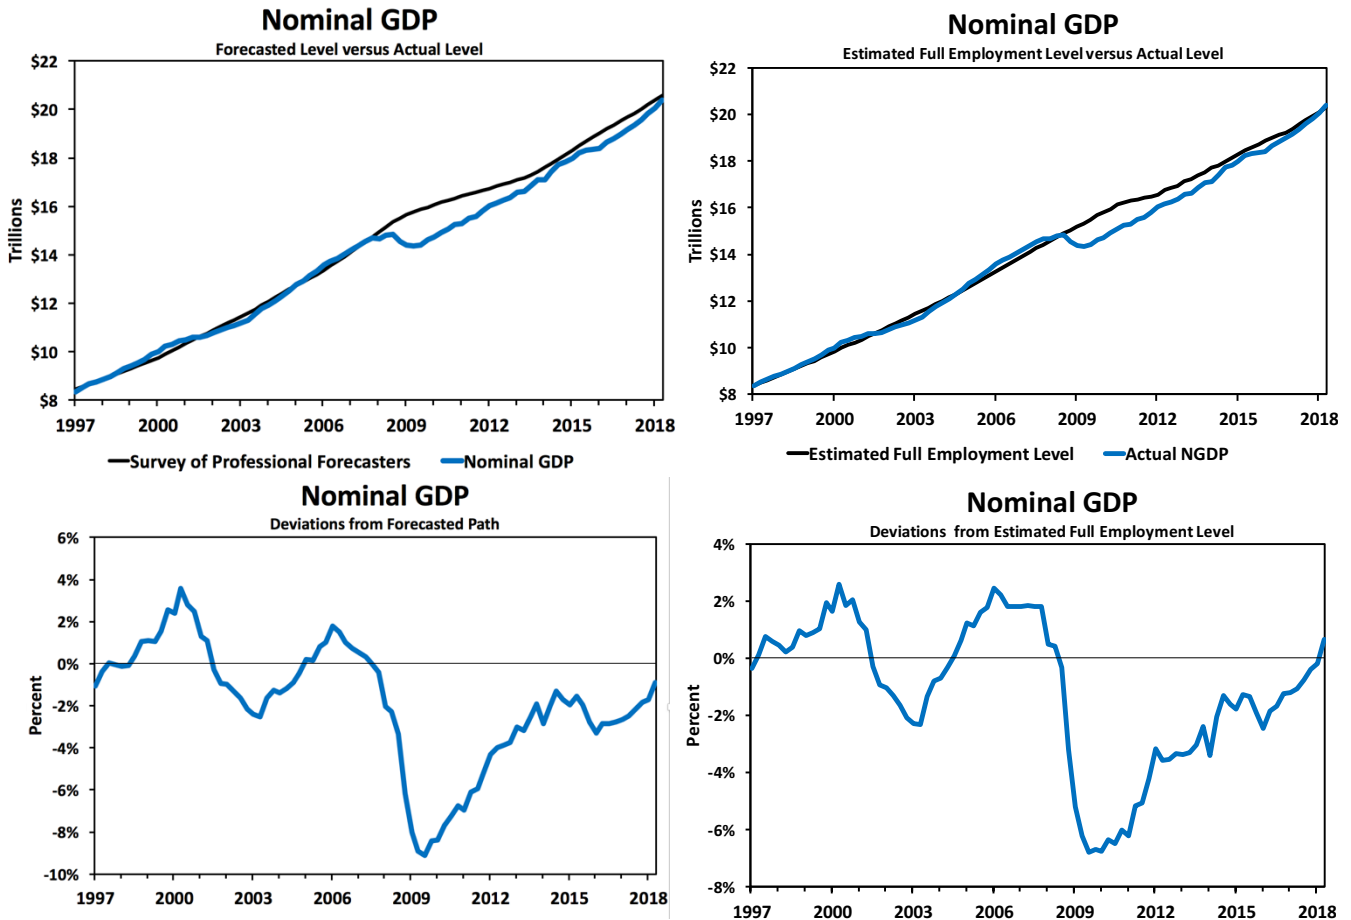 Nominal GDP
Forecasted Level versus Actual Level
$22
$20
$18
$16
$14
$12
$10
$8
Trillions
1997 2000 2003 2006 2009 2012 2015 2018
Survey of Professional Forecasters Nominal GDP
Nominal GDP
Estimated Full Employment Level versus Actual Level
$22
$20
$18
$16
$14
$12
$10
$8
Trillions
1997 2000 2003 2006 2009 2012 2015 2018
Estimated Full Employment Level Actual NGDP
Nominal GDP
Deviations from Forecasted Path
6%
4%
2%
0%
-2%
-4%
-6%
-8%
-10%
Percent
1997 2000 2003 2006 2009 2012 2015 2018
Nominal GDP
Deviations from Estimated Full Employment Level
4%
2%
0%
-2%
-4%
-6%
-8%
Percent
1997 2000 2003 2006 2009 2012 2015 2018